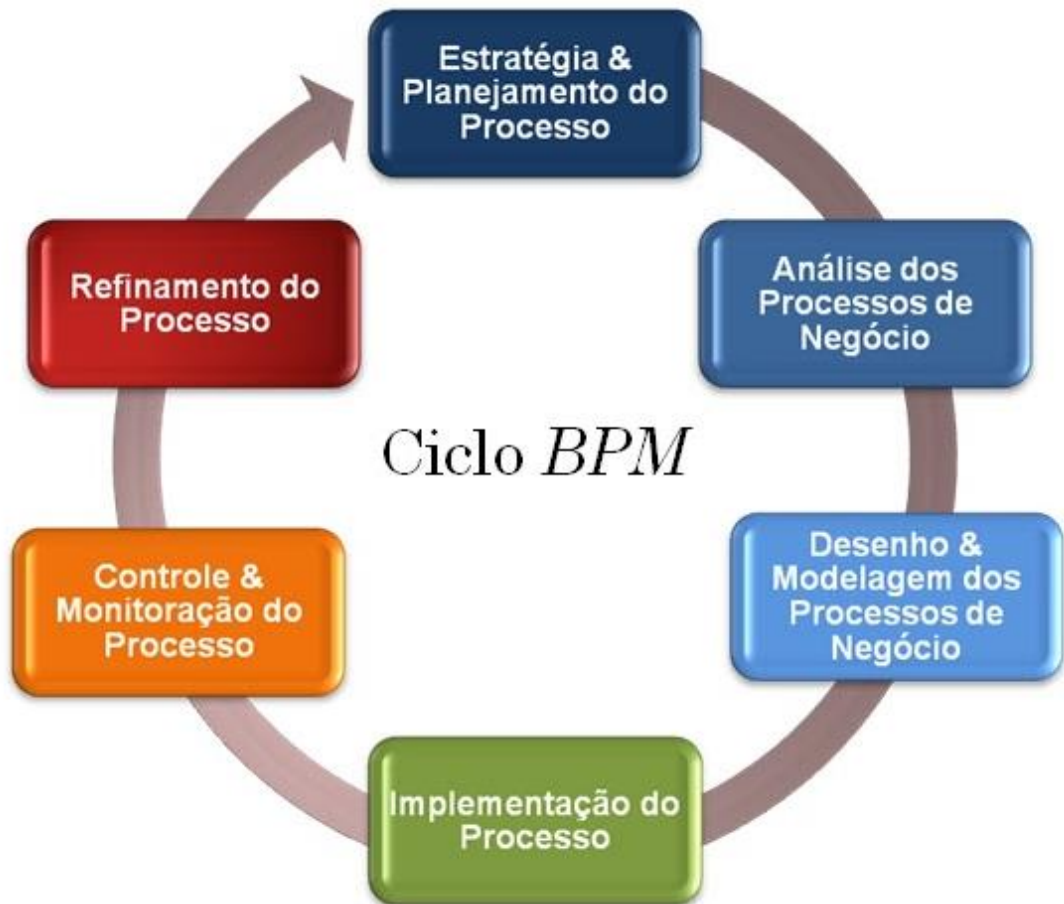 Estratégia &
Planejamento do
Processo
Análise dos
Processos de
Negócio
Desenho &
Modelagem dos
Processos de
Negócio
Implementação do
Processo
Controle &
Monitoração do
Processo
Refinamento do
Processo
Ciclo BPM